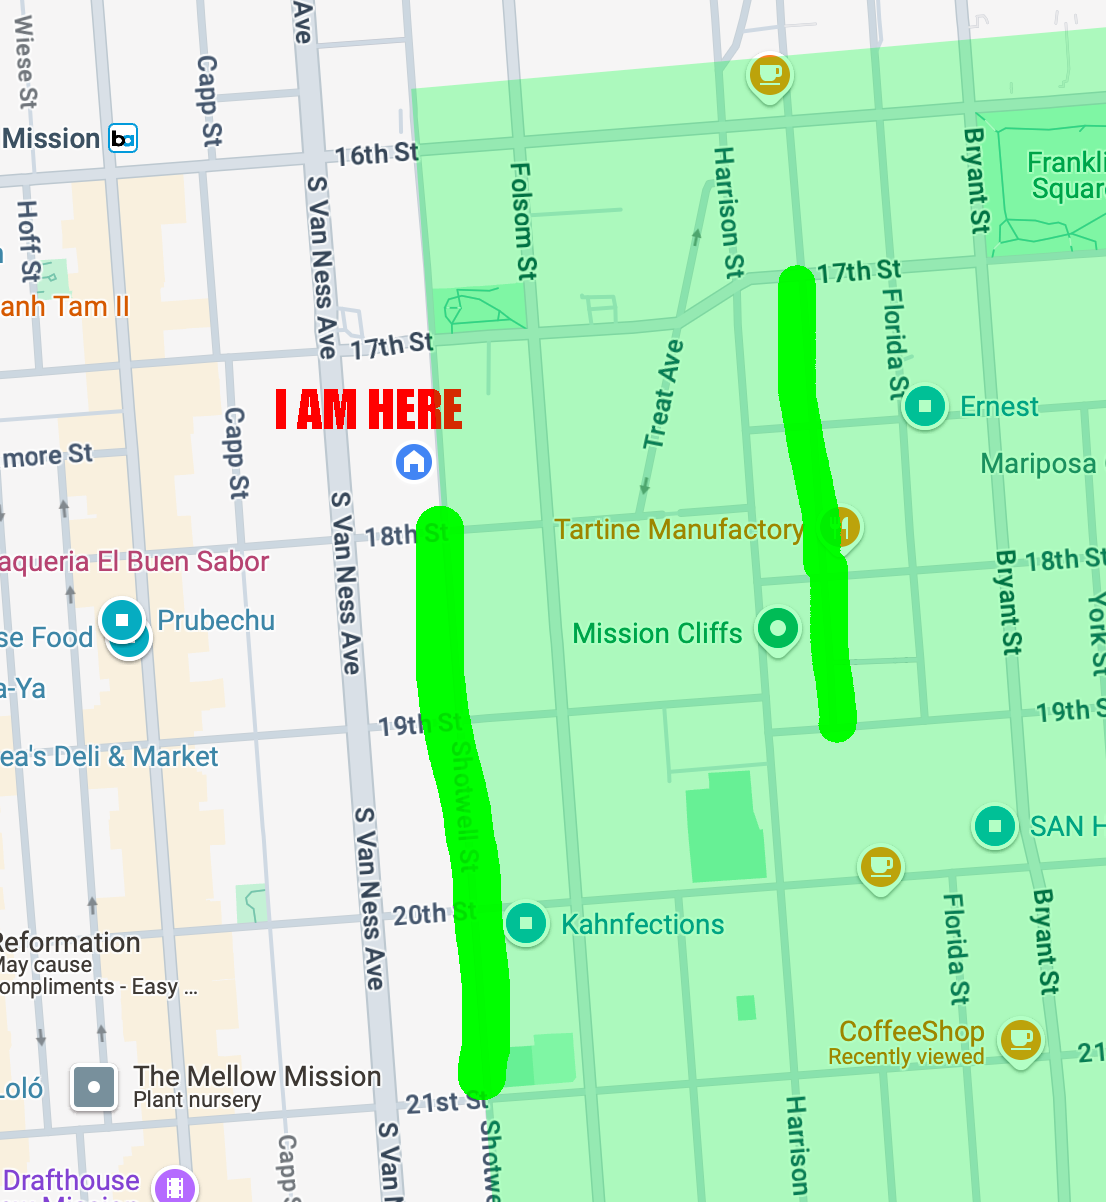 Wiese St
Capp St
Ave
Mission
ba
16th St
Hoff St
S Van Ness Ave
Folsom St
Harrison St
Bryant St
Frankli
Squar
anh Tam II
17th St
17th St
Florida St
I AM HERE
Treat Ave
Ernest
Capp St
more St
Mariposa
S Van Ness Ave
18th St
Tartine Manufactory
Bryant St
18th St
aqueria El Buen Sabor
York St
Prubechu
se Food
Mission Cliffs
a-Ya
19th St
19th S
Shotwell St
ea's Deli & Market
S Van Ness Ave
SAN H
20th St
Kahnfections
Florida St
Bryant St
Reformation
May cause
ompliments - Easy ...
CoffeeShop
Recently viewed
21
Loló
The Mellow Mission
Plant nursery
21st St
Harrison
Shotwe
S Van N
Capp S
Drafthouse
Mission